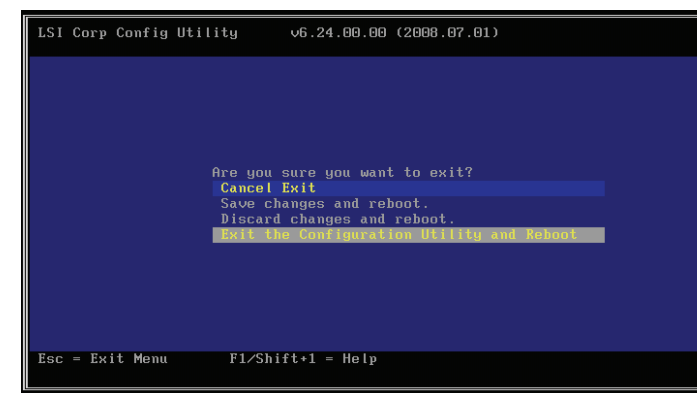 LSI Corp Config Utility v6.24.00.00 (2008.07.01)
Are you sure you want to exit?
Cancel Exit
Save changes and reboot.
Discard changes and reboot.
Exit the Configuration Utility and Reboot
Esc = Exit Menu F1/Shift+1 = Help